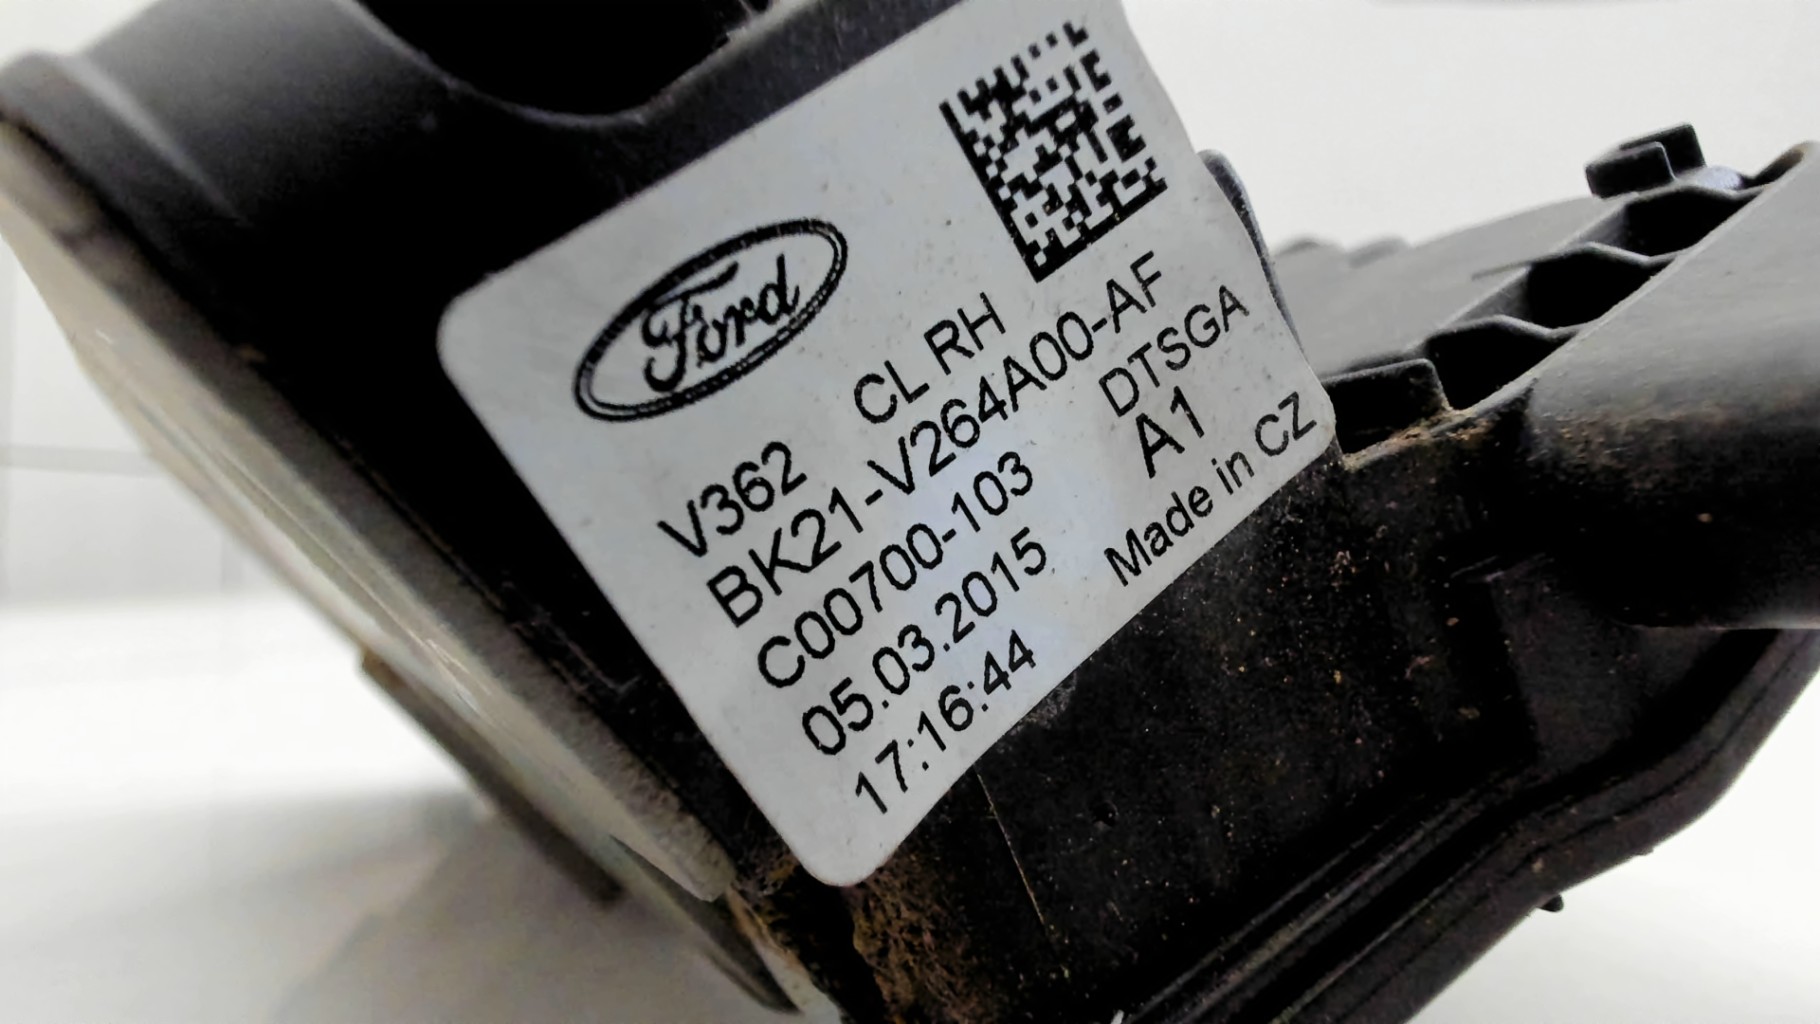 Ford
V362 CL RH
BK21-V264A00-AF
C00700-103 DTSGA
05.03.2015 A1
17:16:44 Made in CZ